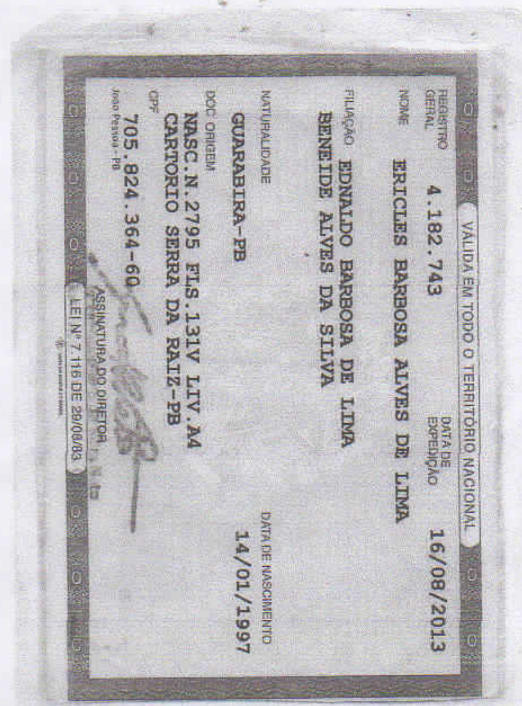 VÁLIDA EM TODO O TERRITÓRIO NACIONAL
REGISTRO GERAL 4.182.743 DATA DE EXPEDIÇÃO 16/08/2013
NOME ERICLES BARBOSA ALVES DE LIMA
FILIAÇÃO EDNALDO BARBOSA DE LIMA
BENEIDE ALVES DA SILVA
NATURALIDADE DATA DE NASCIMENTO
GUARABIRA-PB 14/01/1997
DOC ORIGEM
NASC.N.2795 FLS.131V LIV.A4
CARTORIO SERRA DA RAIZ-PB
CPF
705.824.364-60
João Pessoa - PB
ASSINATURA DO DIRETOR
LEI Nº 7.116 DE 29/08/83